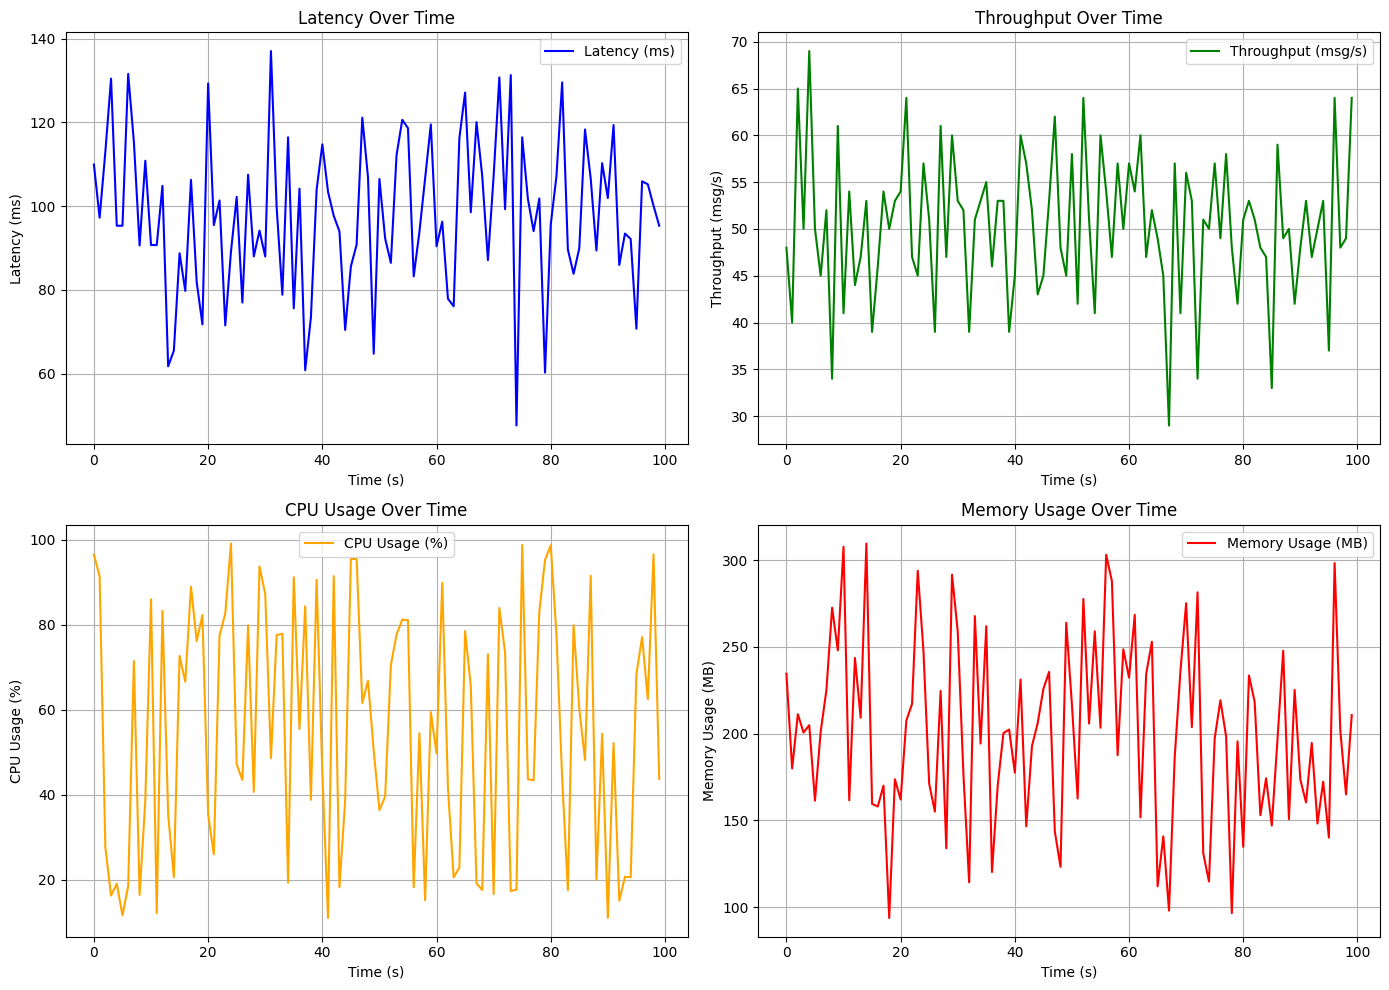 Latency Over Time
Latency (ms)
140
120
100
80
60
Latency (ms)
0 20 40 60 80 100
Time (s)
Throughput Over Time
Throughput (msg/s)
70
65
60
55
50
45
40
35
30
Throughput (msg/s)
0 20 40 60 80 100
Time (s)
CPU Usage Over Time
CPU Usage (%)
100
80
60
40
20
CPU Usage (%)
0 20 40 60 80 100
Time (s)
Memory Usage Over Time
Memory Usage (MB)
300
250
200
150
100
Memory Usage (MB)
0 20 40 60 80 100
Time (s)